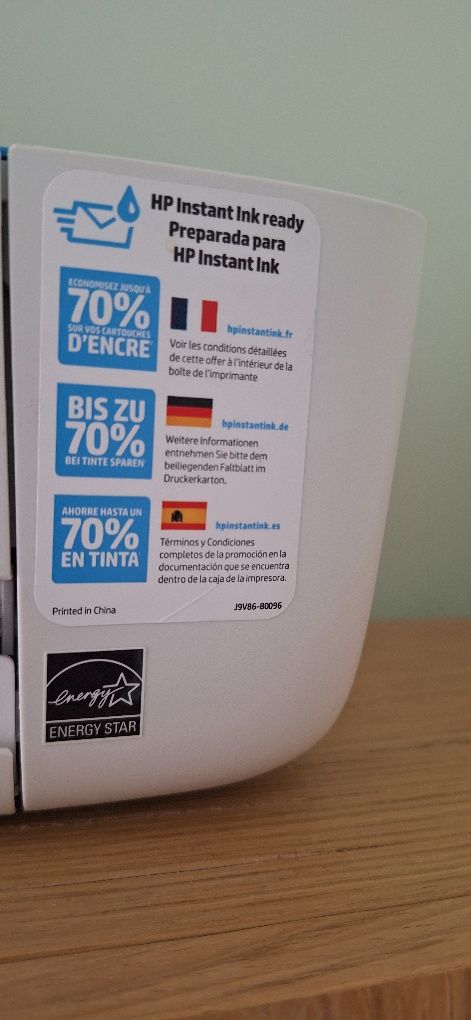 HP Instant Ink ready
Preparada para
HP Instant Ink
ECONOMISEZ JUSQU'À
70%
SUR VOS CARTOUCHES
D'ENCRE
hpinstantink.fr
Voir les conditions détaillées
de cette offre à l'intérieur de la
boîte de l'imprimante
BIS ZU
70%
BEI TINTE SPAREN
hpinstantink.de
Weitere Informationen
entnehmen Sie bitte dem
beiliegenden Faltblatt im
Druckerkarton.
AHORRE HASTA UN
70%
EN TINTA
hpinstantink.es
Términos y Condiciones
completos de la promoción en la
documentación que se encuentra
dentro de la caja de la impresora.
Printed in China
J9V86-80096
energy
ENERGY STAR